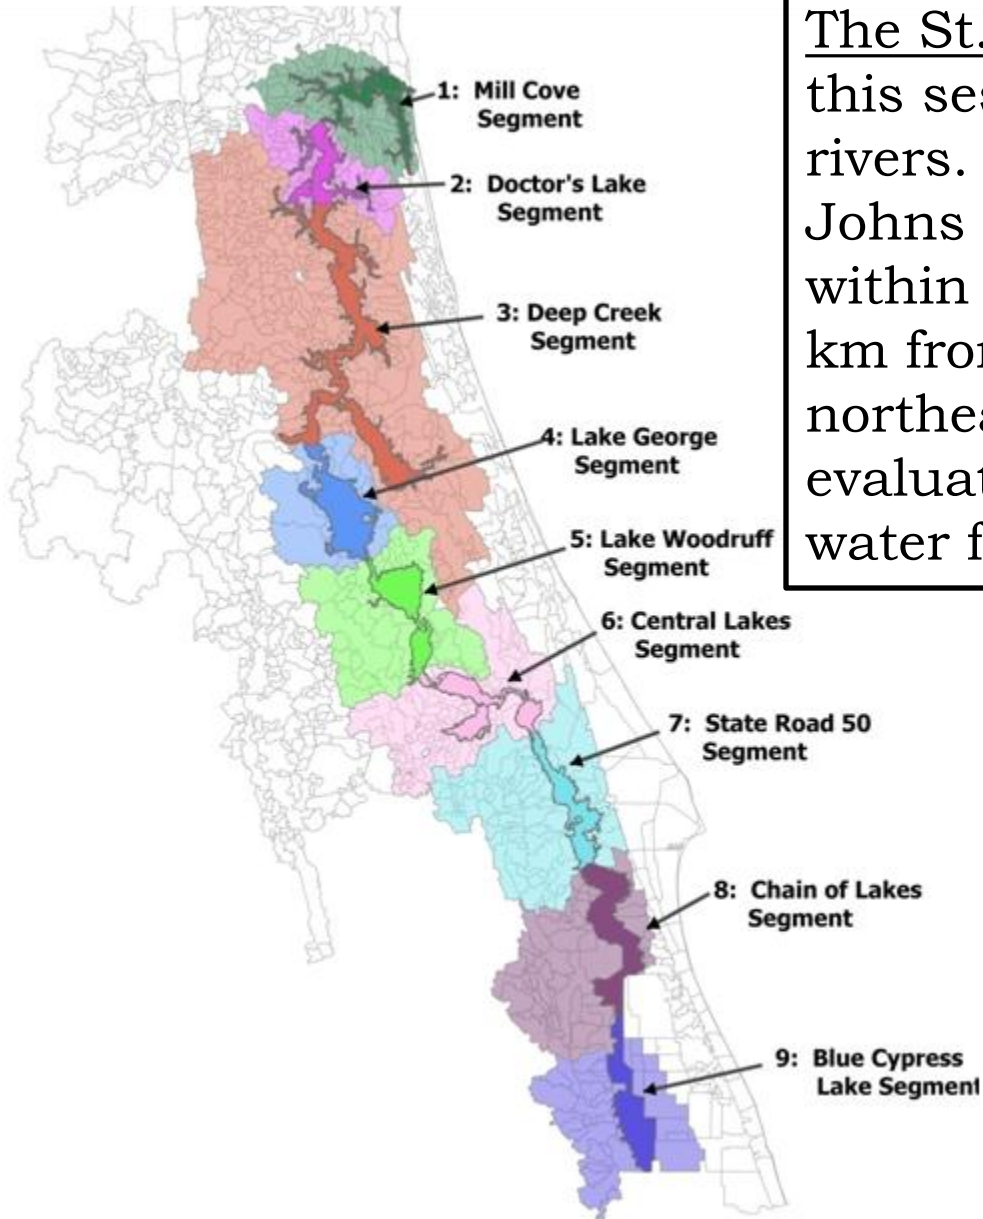 The St.
this ses
rivers.
Johns
within
km from
northea
evaluat
water f
1: Mill Cove
Segment
2: Doctor's Lake
Segment
3: Deep Creek
Segment
4: Lake George
Segment
5: Lake Woodruff
Segment
6: Central Lakes
Segment
7: State Road 50
Segment
8: Chain of Lakes
Segment
9: Blue Cypress
Lake Segment